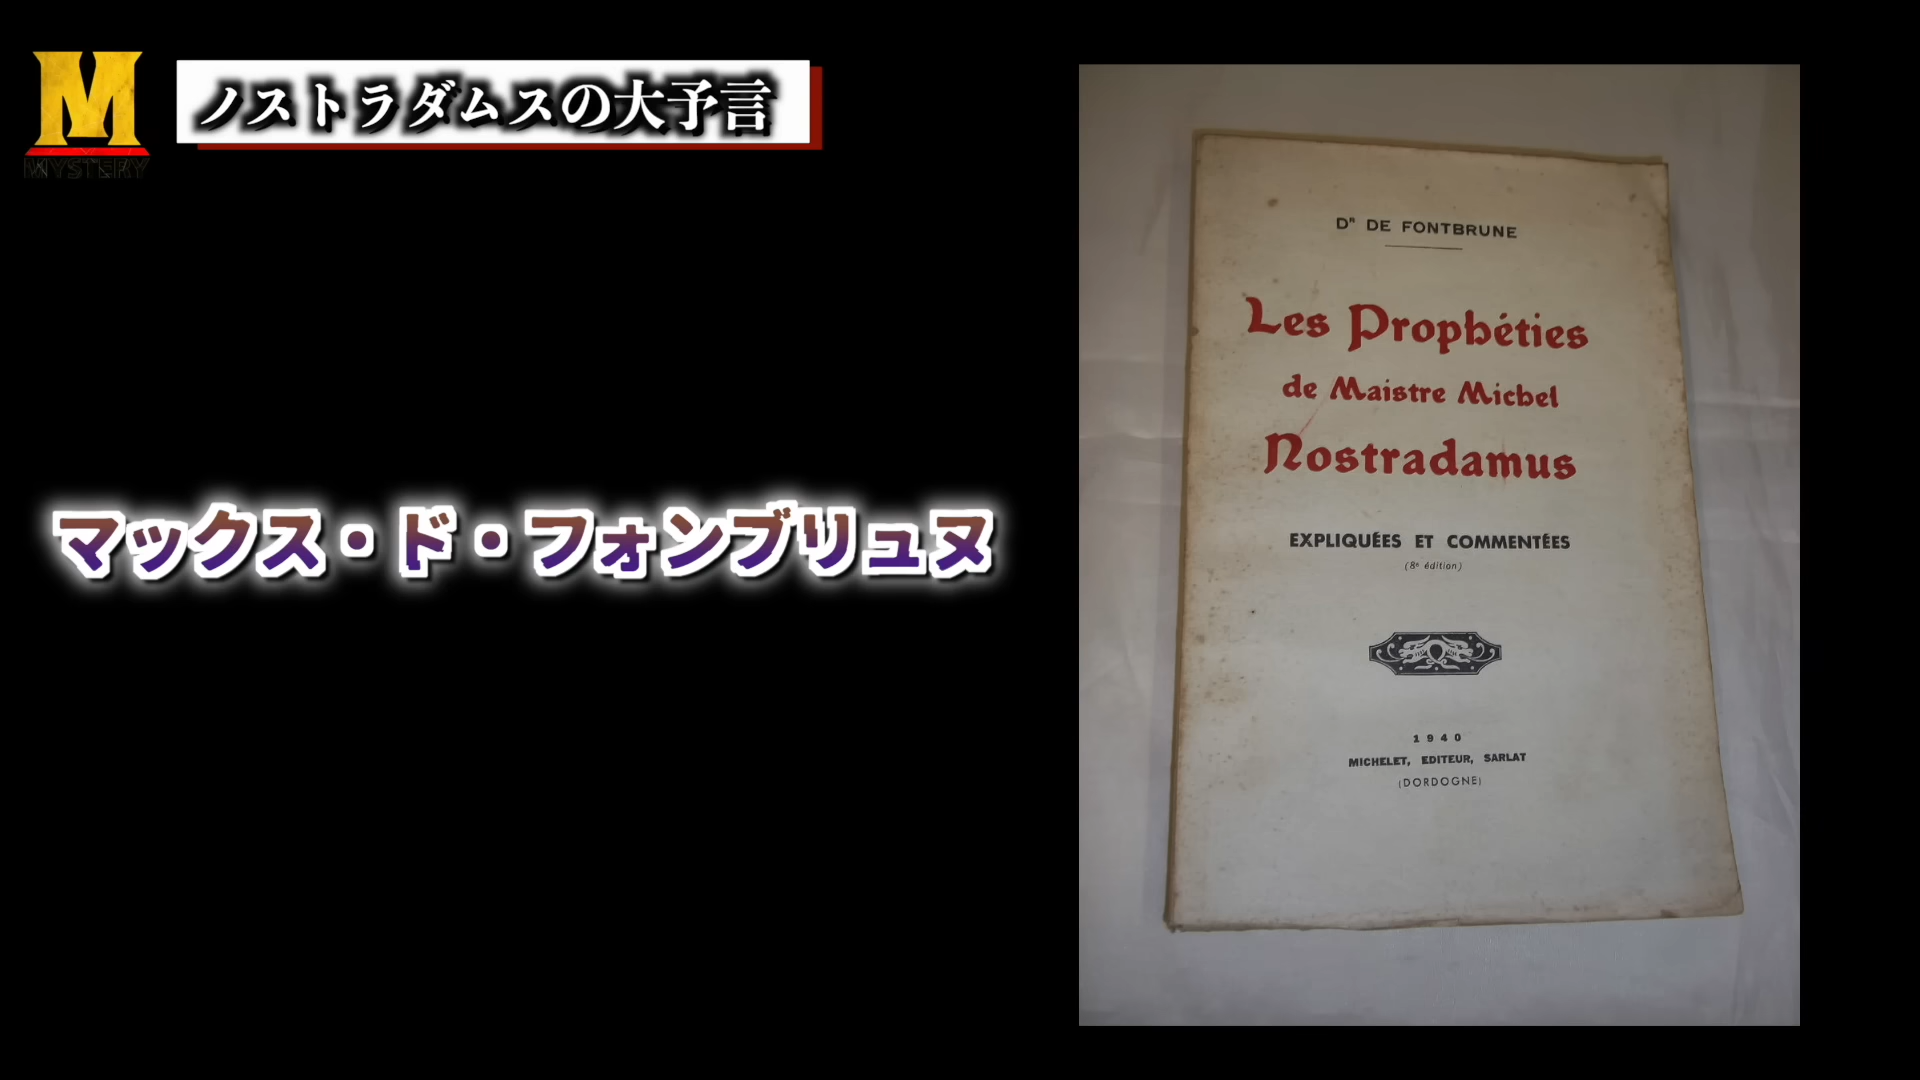 M
MYSTERY
ノストラダムスの大予言
マックス・ド・フォンブリュヌ
Dᴿ DE FONTBRUNE
Les Prophéties
de Maistre Michel
Nostradamus
EXPLIQUÉES ET COMMENTÉES
(8ᵉ édition)
1940
MICHELET, EDITEUR, SARLAT
(DORDOGNE)